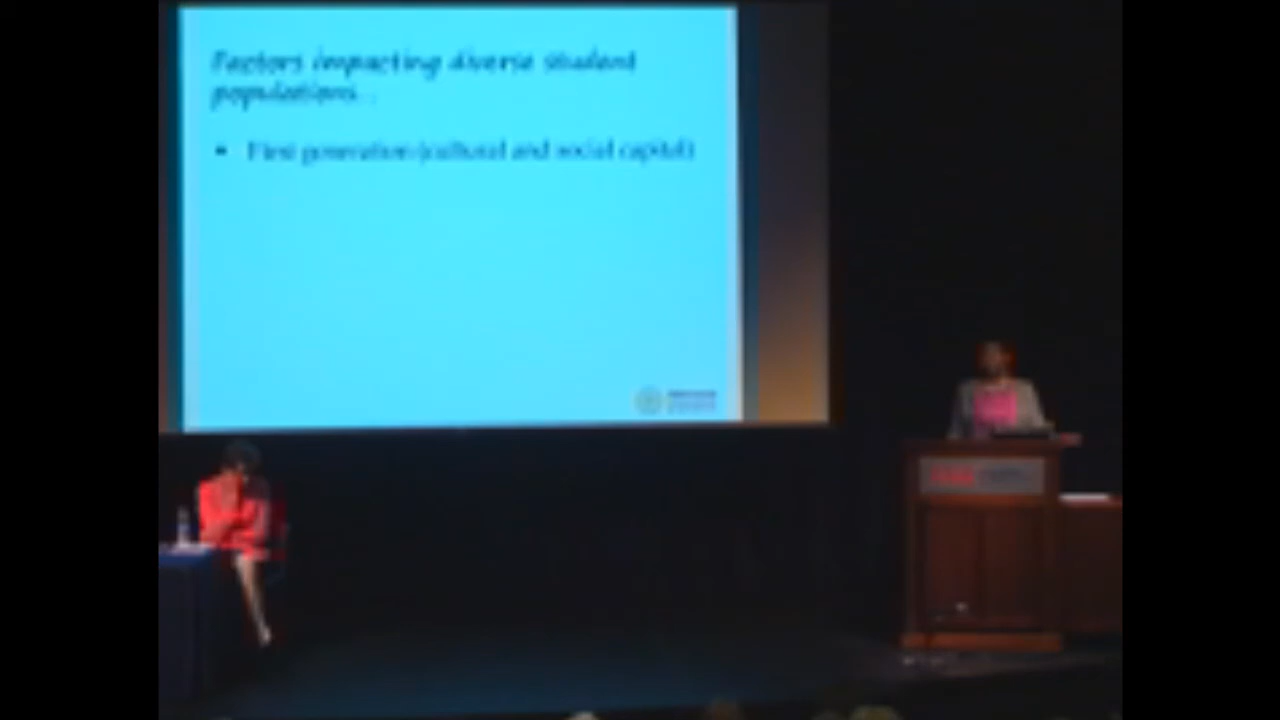 Factors impacting diverse student
populations...
• First generation (cultural and social capital)